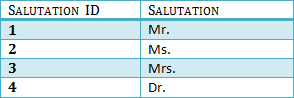 Salutation ID Salutation
1 Mr.
2 Ms.
3 Mrs.
4 Dr.